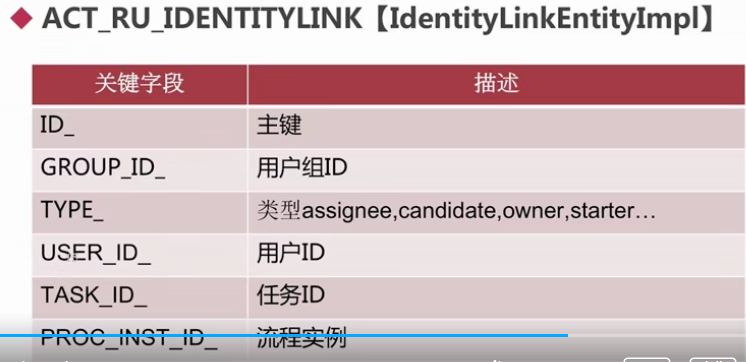 ◆ ACT_RU_IDENTITYLINK【IdentityLinkEntityImpl】
关键字段 描述
ID_ 主键
GROUP_ID_ 用户组ID
TYPE_ 类型assignee,candidate,owner,starter…
USER_ID_ 用户ID
TASK_ID_ 任务ID
PROC_INST_ID_ 流程实例